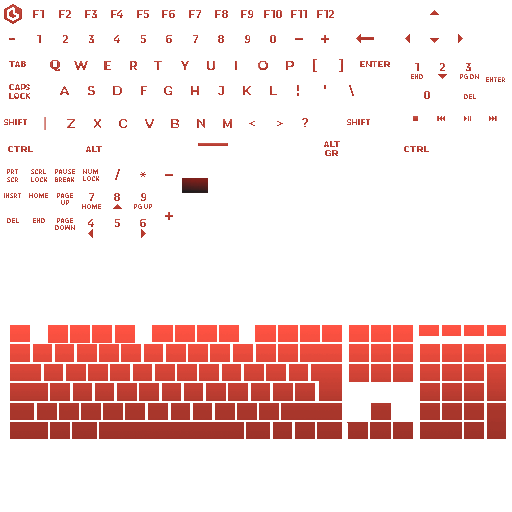 F1 F2 F3 F4 F5 F6 F7 F8 F9 F10 F11 F12
- 1 2 3 4 5 6 7 8 9 0 - +
TAB Q W E R T Y U I O P [ ] ENTER 1 2 3
END PG DN ENTER
CAPS LOCK A S D F G H J K L ! ' \ 0 DEL
SHIFT | Z X C V B N M < > ? SHIFT
CTRL ALT ALT GR CTRL
PRT SCR SCRL LOCK PAUSE BREAK NUM LOCK / * -
INSRT HOME PAGE UP 7 8 9
HOME PG UP
DEL END PAGE DOWN 4 5 6 +